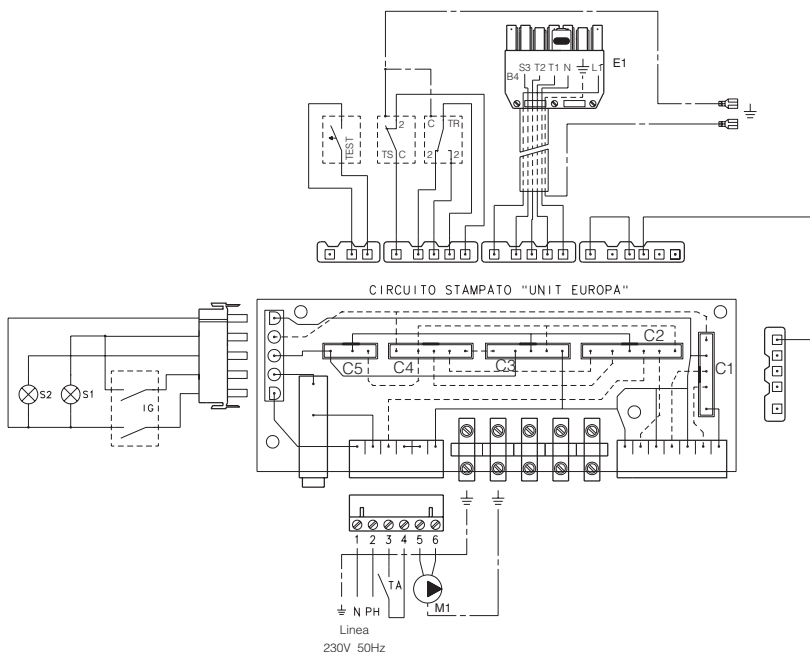 S3 T2 T1 N L1
B4
E1
TEST
2
TS C
C TR
2 2
CIRCUITO STAMPATO "UNIT EUROPA"
C5 C4 C3 C2 C1
S2 S1
IG
1 2 3 4 5 6
TA
N PH
M1
Linea
230V 50Hz